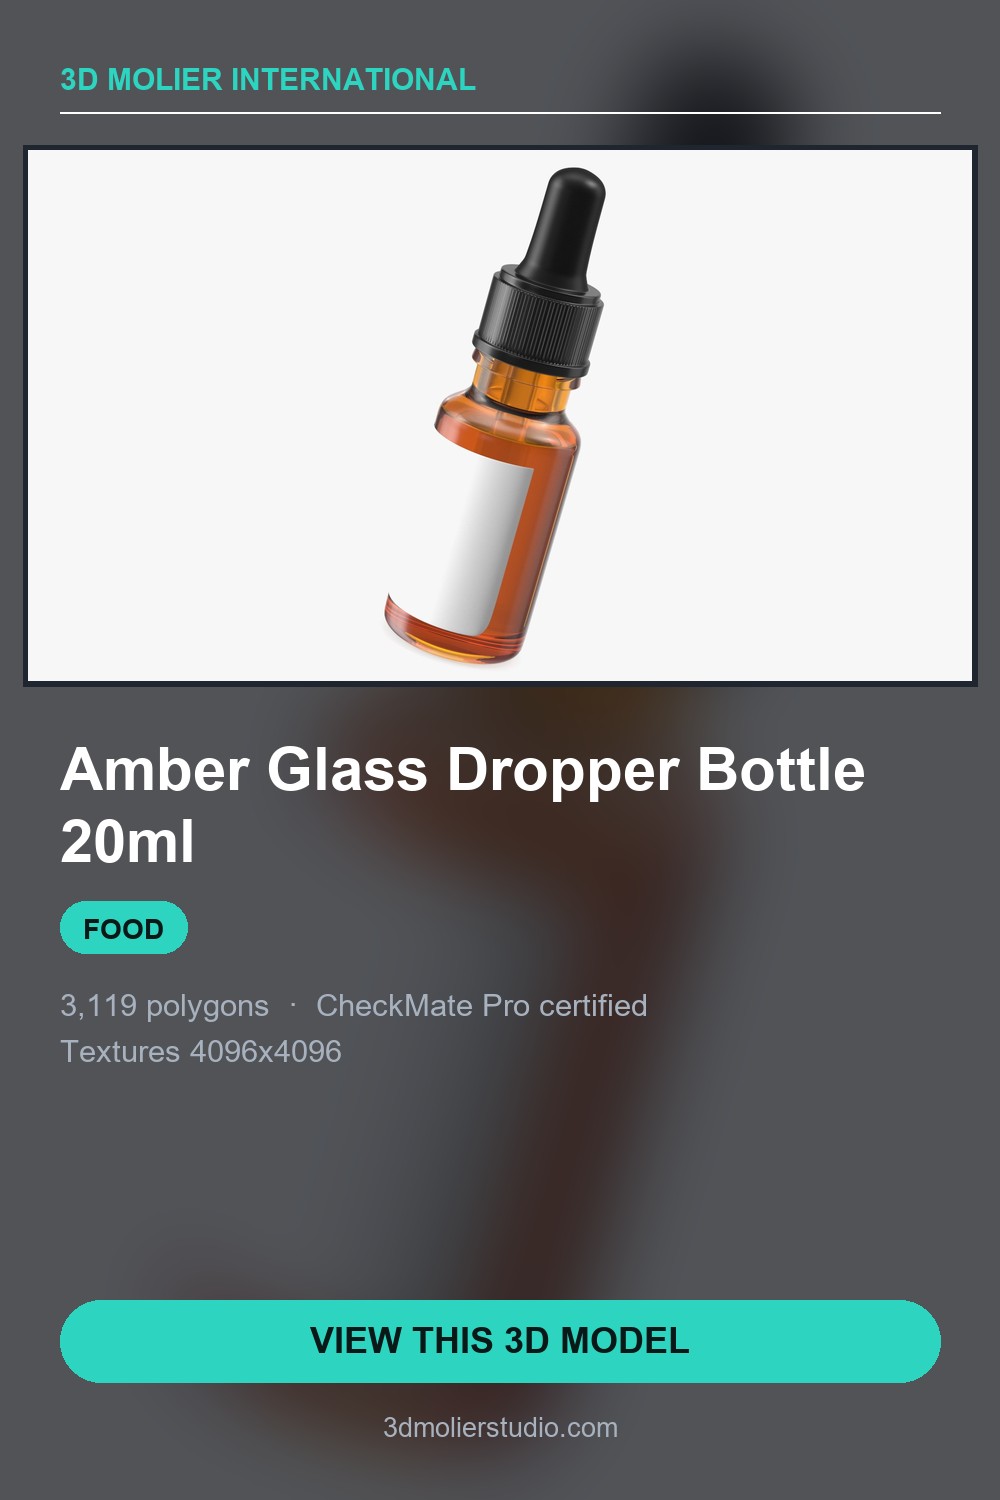 3D MOLIER INTERNATIONAL
Amber Glass Dropper Bottle
20ml
FOOD
3,119 polygons · CheckMate Pro certified
Textures 4096x4096
VIEW THIS 3D MODEL
3dmolierstudio.com